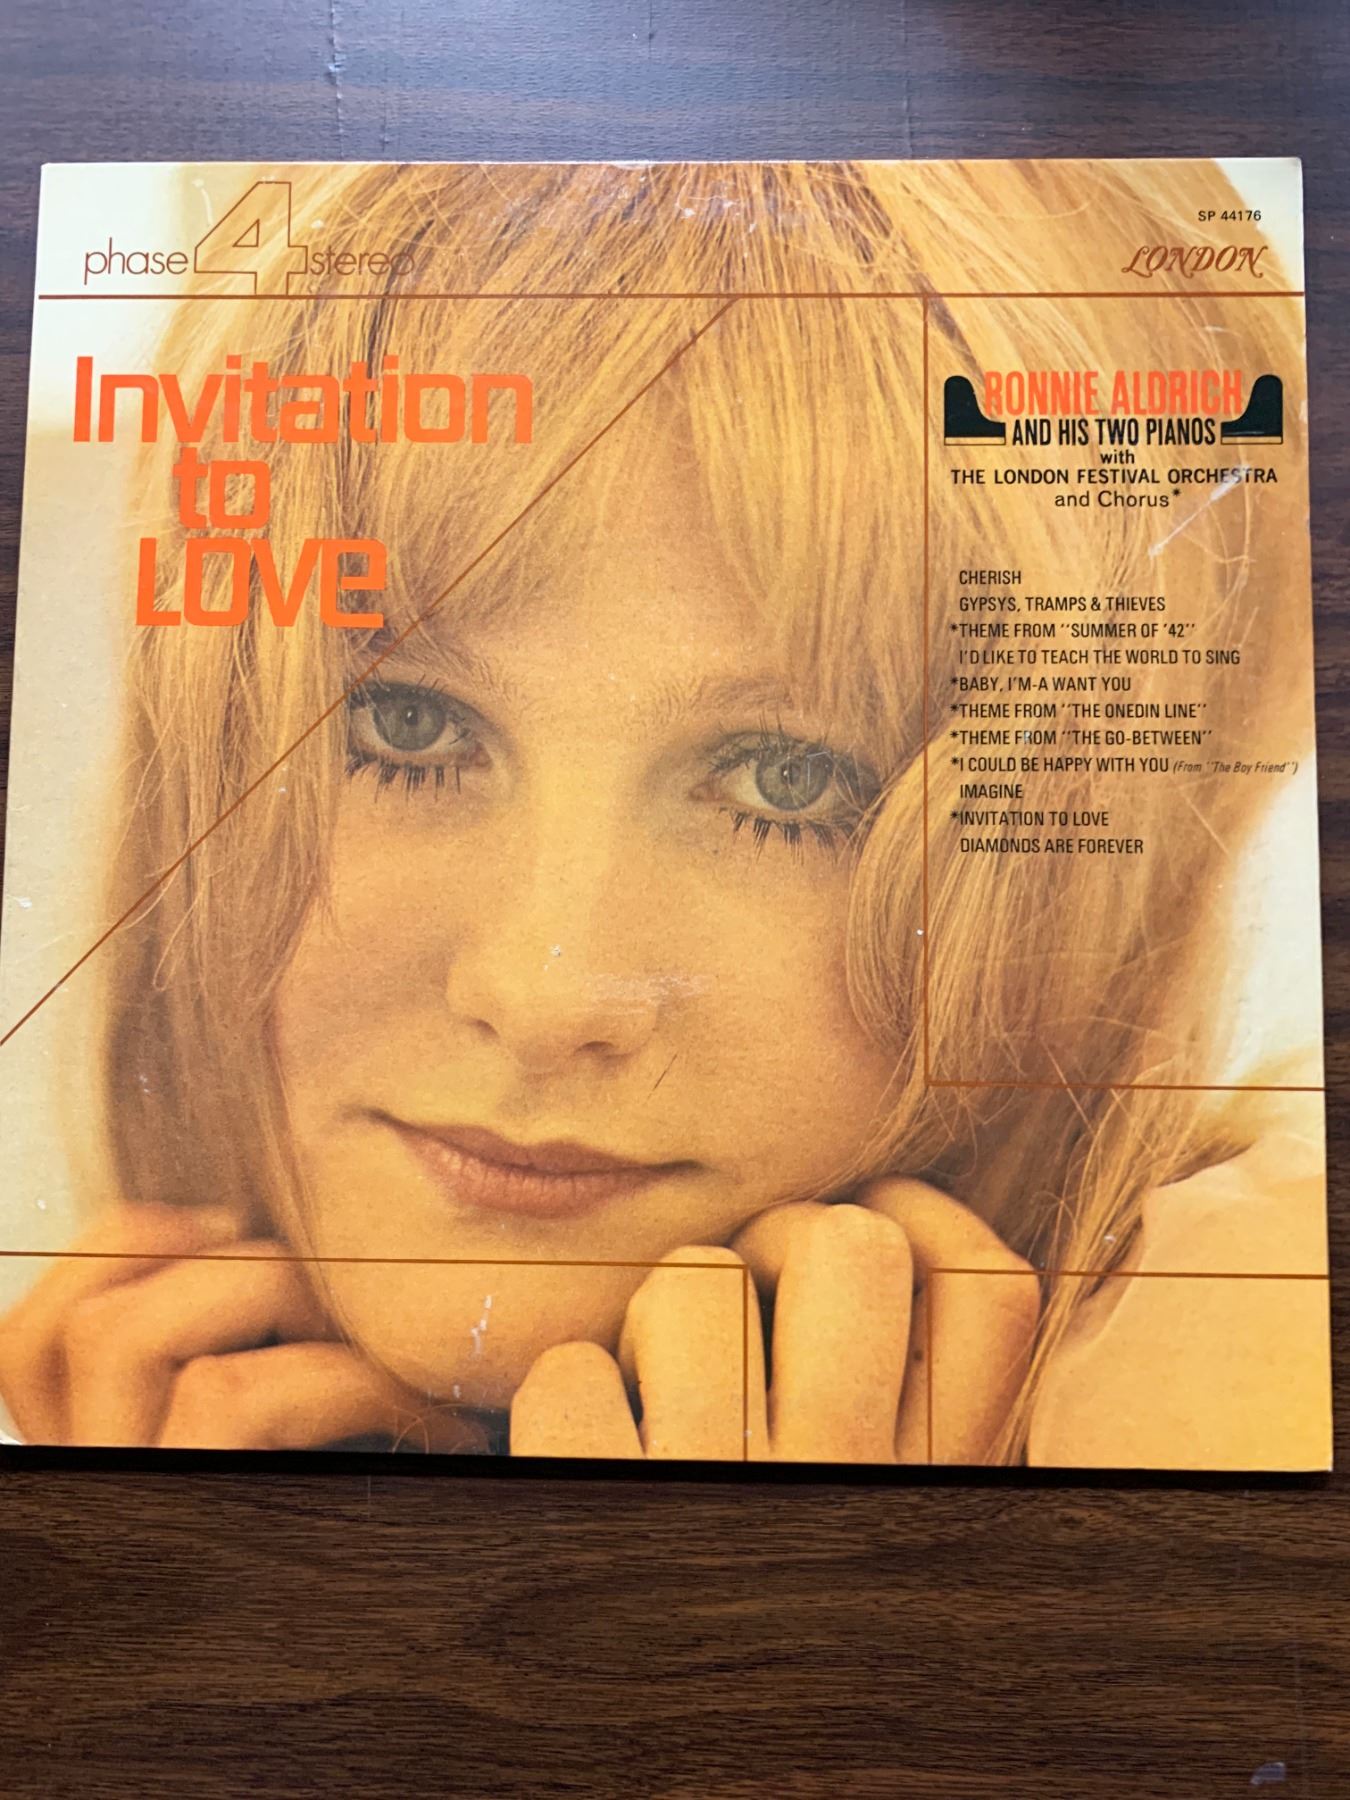 phase 4 stereo
SP 44176
LONDON
Invitation
to
LOVE
RONNIE ALDRICH
AND HIS TWO PIANOS
with
THE LONDON FESTIVAL ORCHESTRA
and Chorus*
CHERISH
GYPSYS, TRAMPS & THIEVES
*THEME FROM "SUMMER OF '42"
I'D LIKE TO TEACH THE WORLD TO SING
*BABY, I'M-A WANT YOU
*THEME FROM "THE ONEDIN LINE"
*THEME FROM "THE GO-BETWEEN"
*I COULD BE HAPPY WITH YOU (From "The Boy Friend")
IMAGINE
*INVITATION TO LOVE
DIAMONDS ARE FOREVER